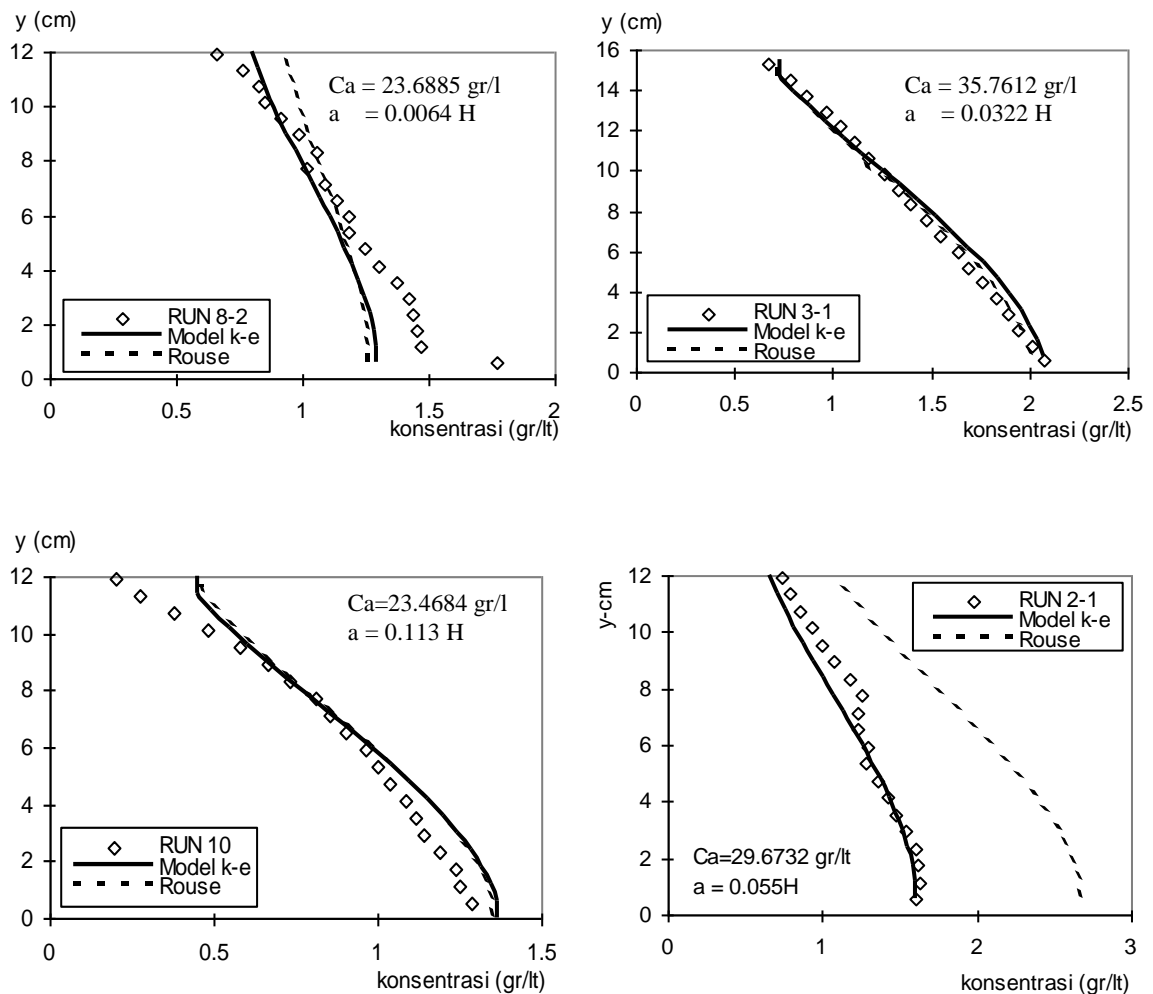 y (cm)
12
10
8
6
4
2
0
0 0.5 1 1.5 2
konsentrasi (gr/lt)
Ca = 23.6885 gr/l
a = 0.0064 H
RUN 8-2
Model k-e
Rouse
y (cm)
16
14
12
10
8
6
4
2
0
0 0.5 1 1.5 2 2.5
konsentrasi (gr/lt)
Ca = 35.7612 gr/l
a = 0.0322 H
RUN 3-1
Model k-e
Rouse
y (cm)
12
10
8
6
4
2
0
0 0.5 1 1.5
konsentrasi (gr/lt)
Ca=23.4684 gr/l
a = 0.113 H
RUN 10
Model k-e
Rouse
y-cm
12
10
8
6
4
2
0
0 1 2 3
konsentrasi (gr/lt)
RUN 2-1
Model k-e
Rouse
Ca=29.6732 gr/lt
a = 0.055H